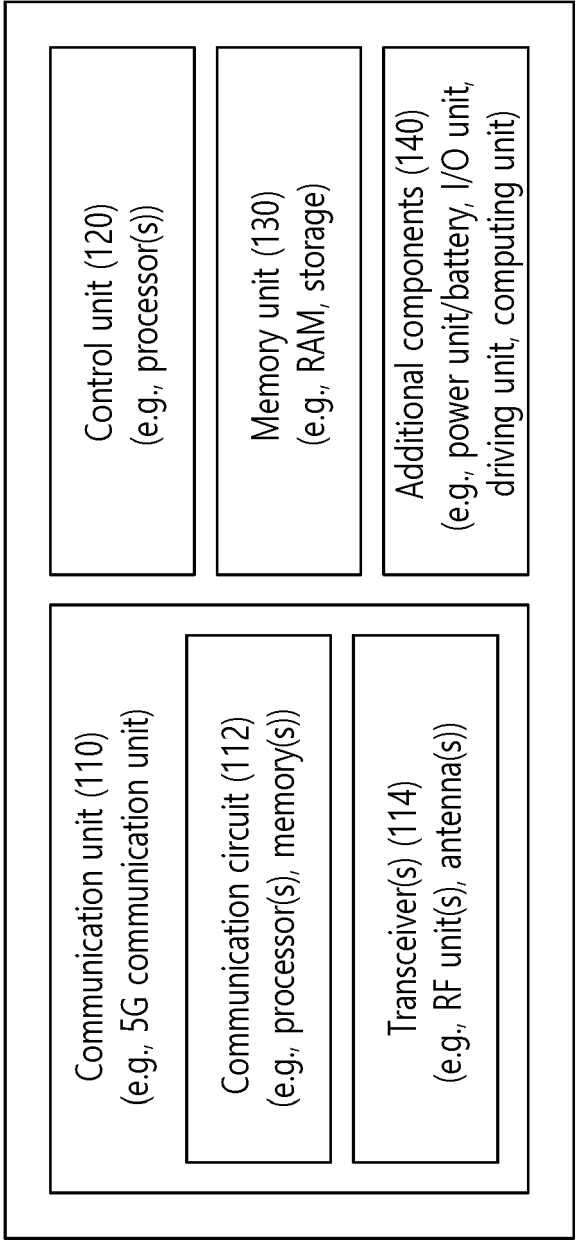 Communication unit (110)
(e.g., 5G communication unit)
Communication circuit (112)
(e.g., processor(s), memory(s))
Transceiver(s) (114)
(e.g., RF unit(s), antenna(s))
Control unit (120)
(e.g., processor(s))
Memory unit (130)
(e.g., RAM, storage)
Additional components (140)
(e.g., power unit/battery, I/O unit,
driving unit, computing unit)